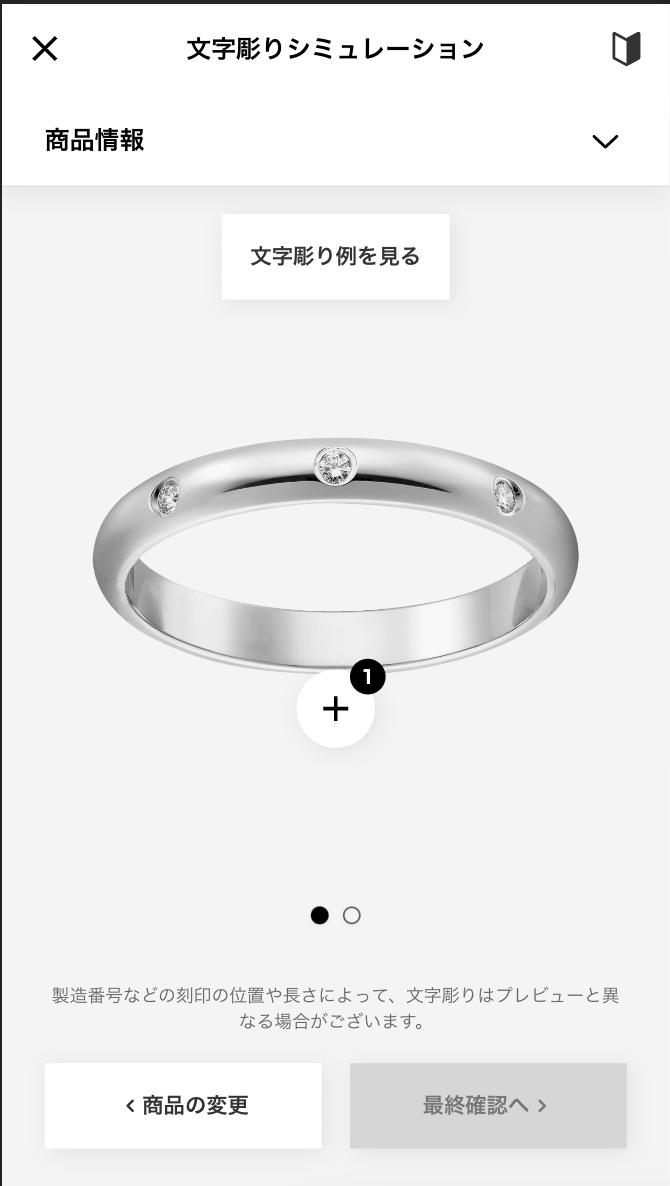 文字彫りシミュレーション
商品情報
文字彫り例を見る
1
製造番号などの刻印の位置や長さによって、文字彫りはプレビューと異
なる場合がございます。
商品の変更
最終確認へ